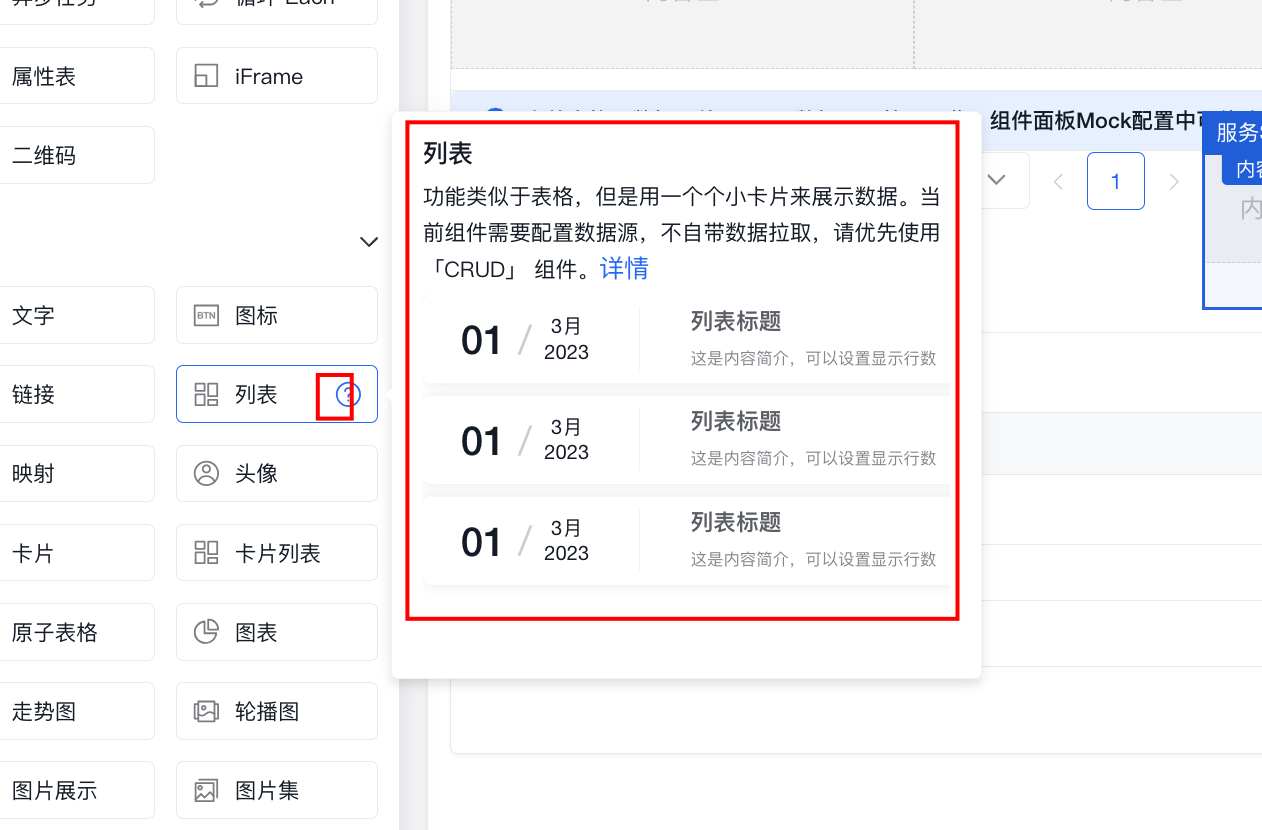 循环 Each
属性表
iFrame
二维码
文字
BTN
图标
链接
列表
?
映射
头像
卡片
卡片列表
原子表格
图表
走势图
轮播图
图片展示
图片集
列表
功能类似于表格，但是用一个个小卡片来展示数据。当
前组件需要配置数据源，不自带数据拉取，请优先使用
「CRUD」 组件。详情
01 / 3月
2023
列表标题
这是内容简介，可以设置显示行数
01 / 3月
2023
列表标题
这是内容简介，可以设置显示行数
01 / 3月
2023
列表标题
这是内容简介，可以设置显示行数
组件面板Mock配置中
服务
内容
1
内